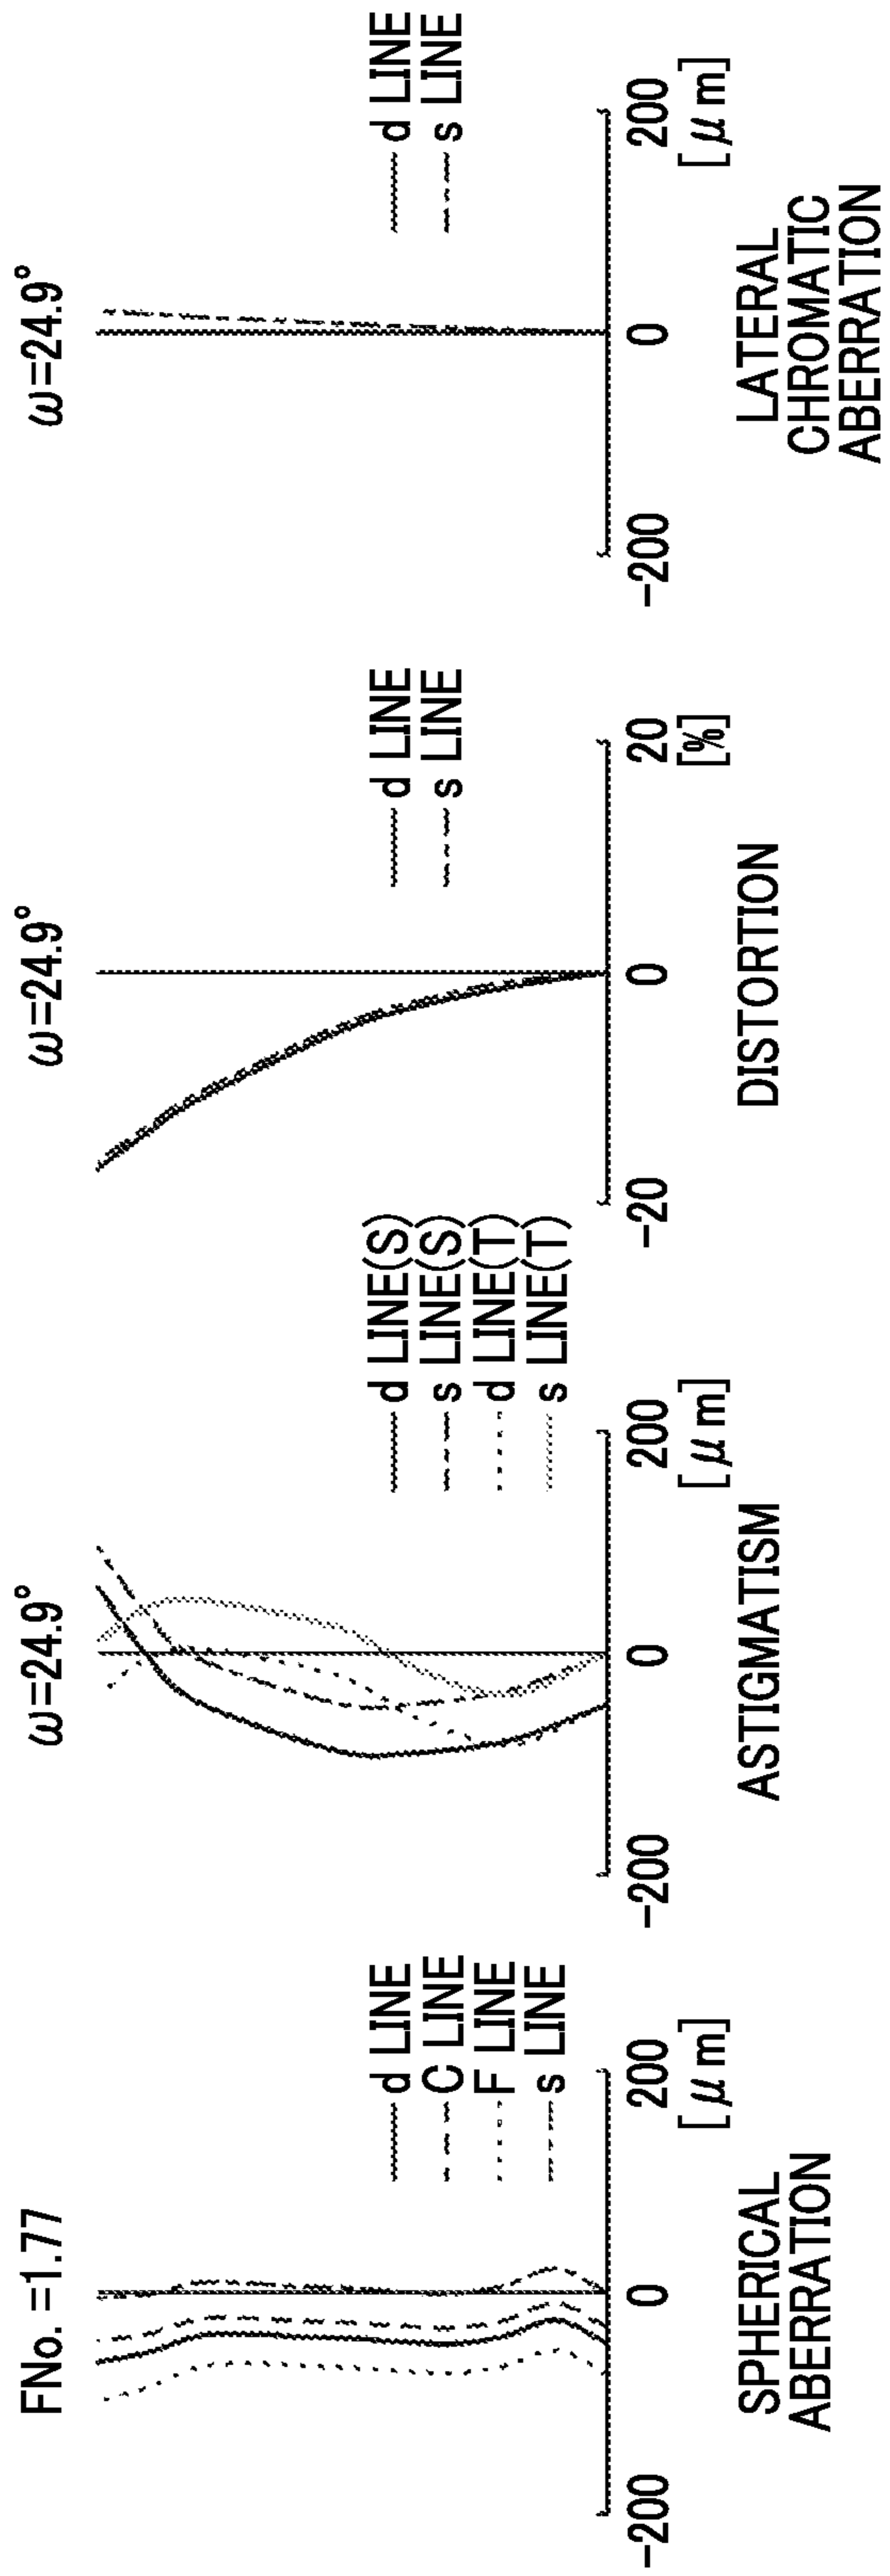 FNo. =1.77
d LINE
C LINE
F LINE
s LINE
-200
0
200
[μm]
SPHERICAL
ABERRATION
ω=24.9°
d LINE(S)
s LINE(S)
d LINE(T)
s LINE(T)
-200
0
200
[μm]
ASTIGMATISM
ω=24.9°
d LINE
s LINE
-20
0
20
[%]
DISTORTION
ω=24.9°
d LINE
s LINE
-200
0
200
[μm]
LATERAL
CHROMATIC
ABERRATION